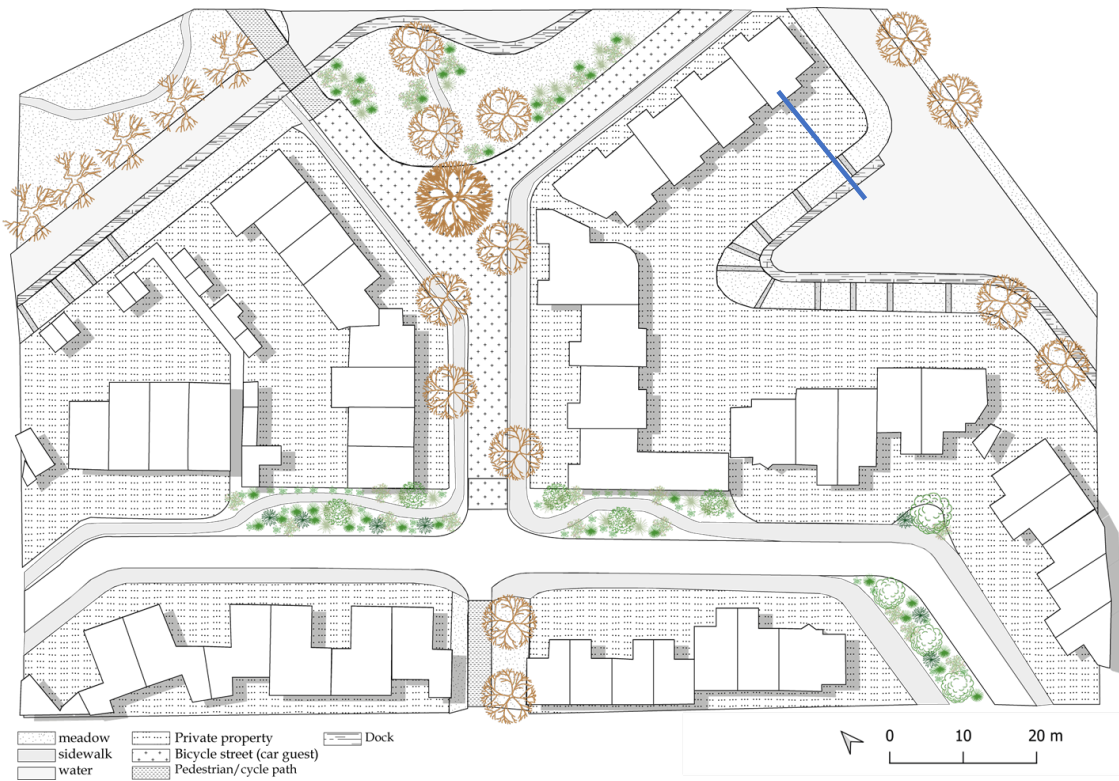 meadow Private property Dock
sidewalk Bicycle street (car guest)
water Pedestrian/cycle path
0 10 20 m